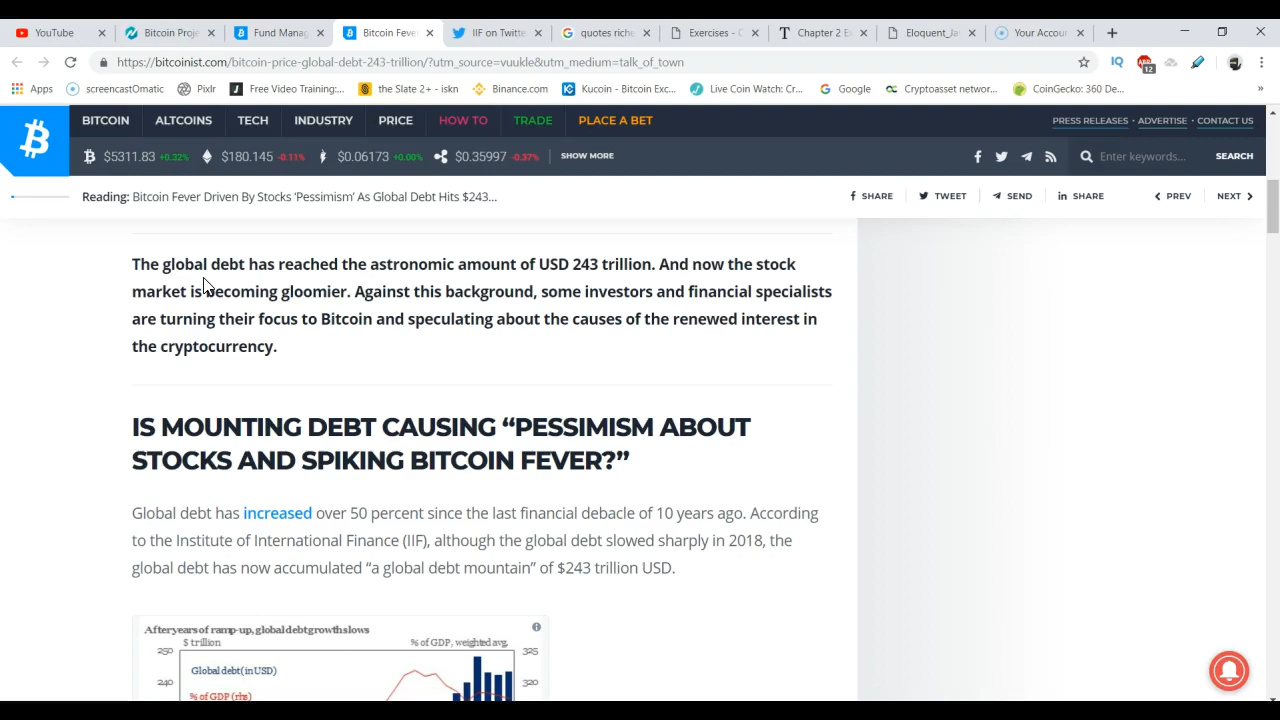 YouTube
Bitcoin Proj
Fund Manag
Bitcoin Feve
IIF on Twitte
quotes riche
Exercises - C
Chapter 2 Ex
Eloquent_Ja
Your Accou
https://bitcoinist.com/bitcoin-price-global-debt-243-trillion/?utm_source=vuukle&utm_medium=talk_of_town
IQ
ABP
12
Apps
screencastOmatic
Pixlr
Free Video Training:...
the Slate 2+ - iskn
Binance.com
Kucoin - Bitcoin Exc...
Live Coin Watch: Cr...
Google
Cryptoasset networ...
CoinGecko: 360 De...
»
BITCOIN
ALTCOINS
TECH
INDUSTRY
PRICE
HOW TO
TRADE
PLACE A BET
PRESS RELEASES · ADVERTISE · CONTACT US
$5311.83 +0.32%
$180.145 -0.11%
$0.06173 +0.00%
$0.35997 -0.37%
SHOW MORE
Enter keywords...
SEARCH
Reading: Bitcoin Fever Driven By Stocks ‘Pessimism’ As Global Debt Hits $243...
SHARE
TWEET
SEND
SHARE
PREV
NEXT
The global debt has reached the astronomic amount of USD 243 trillion. And now the stock
market is becoming gloomier. Against this background, some investors and financial specialists
are turning their focus to Bitcoin and speculating about the causes of the renewed interest in
the cryptocurrency.
IS MOUNTING DEBT CAUSING “PESSIMISM ABOUT
STOCKS AND SPIKING BITCOIN FEVER?”
Global debt has increased over 50 percent since the last financial debacle of 10 years ago. According
to the Institute of International Finance (IIF), although the global debt slowed sharply in 2018, the
global debt has now accumulated “a global debt mountain” of $243 trillion USD.
After years of ramp-up, global debt growth slows
$ trillion
% of GDP, weighted avg.
250
325
Global debt (in USD)
240
320
% of GDP (rhs)